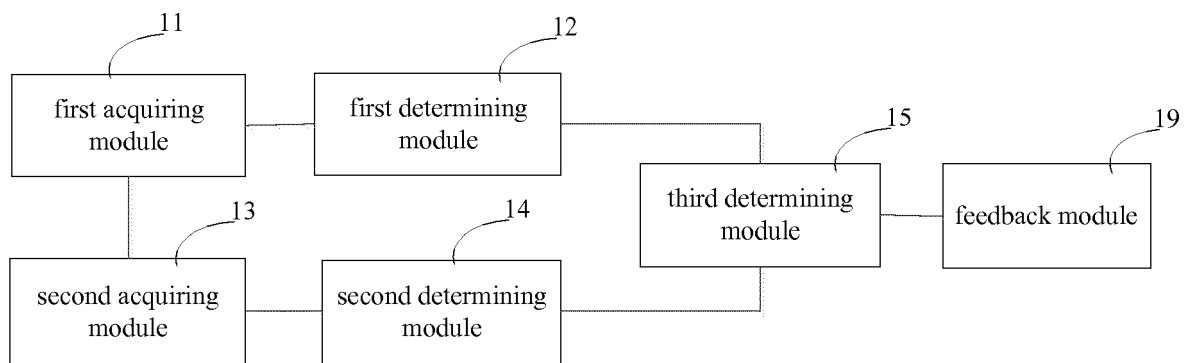 11
12
first acquiring
module
first determining
module
15
19
third determining
module
feedback module
13
14
second acquiring
module
second determining
module